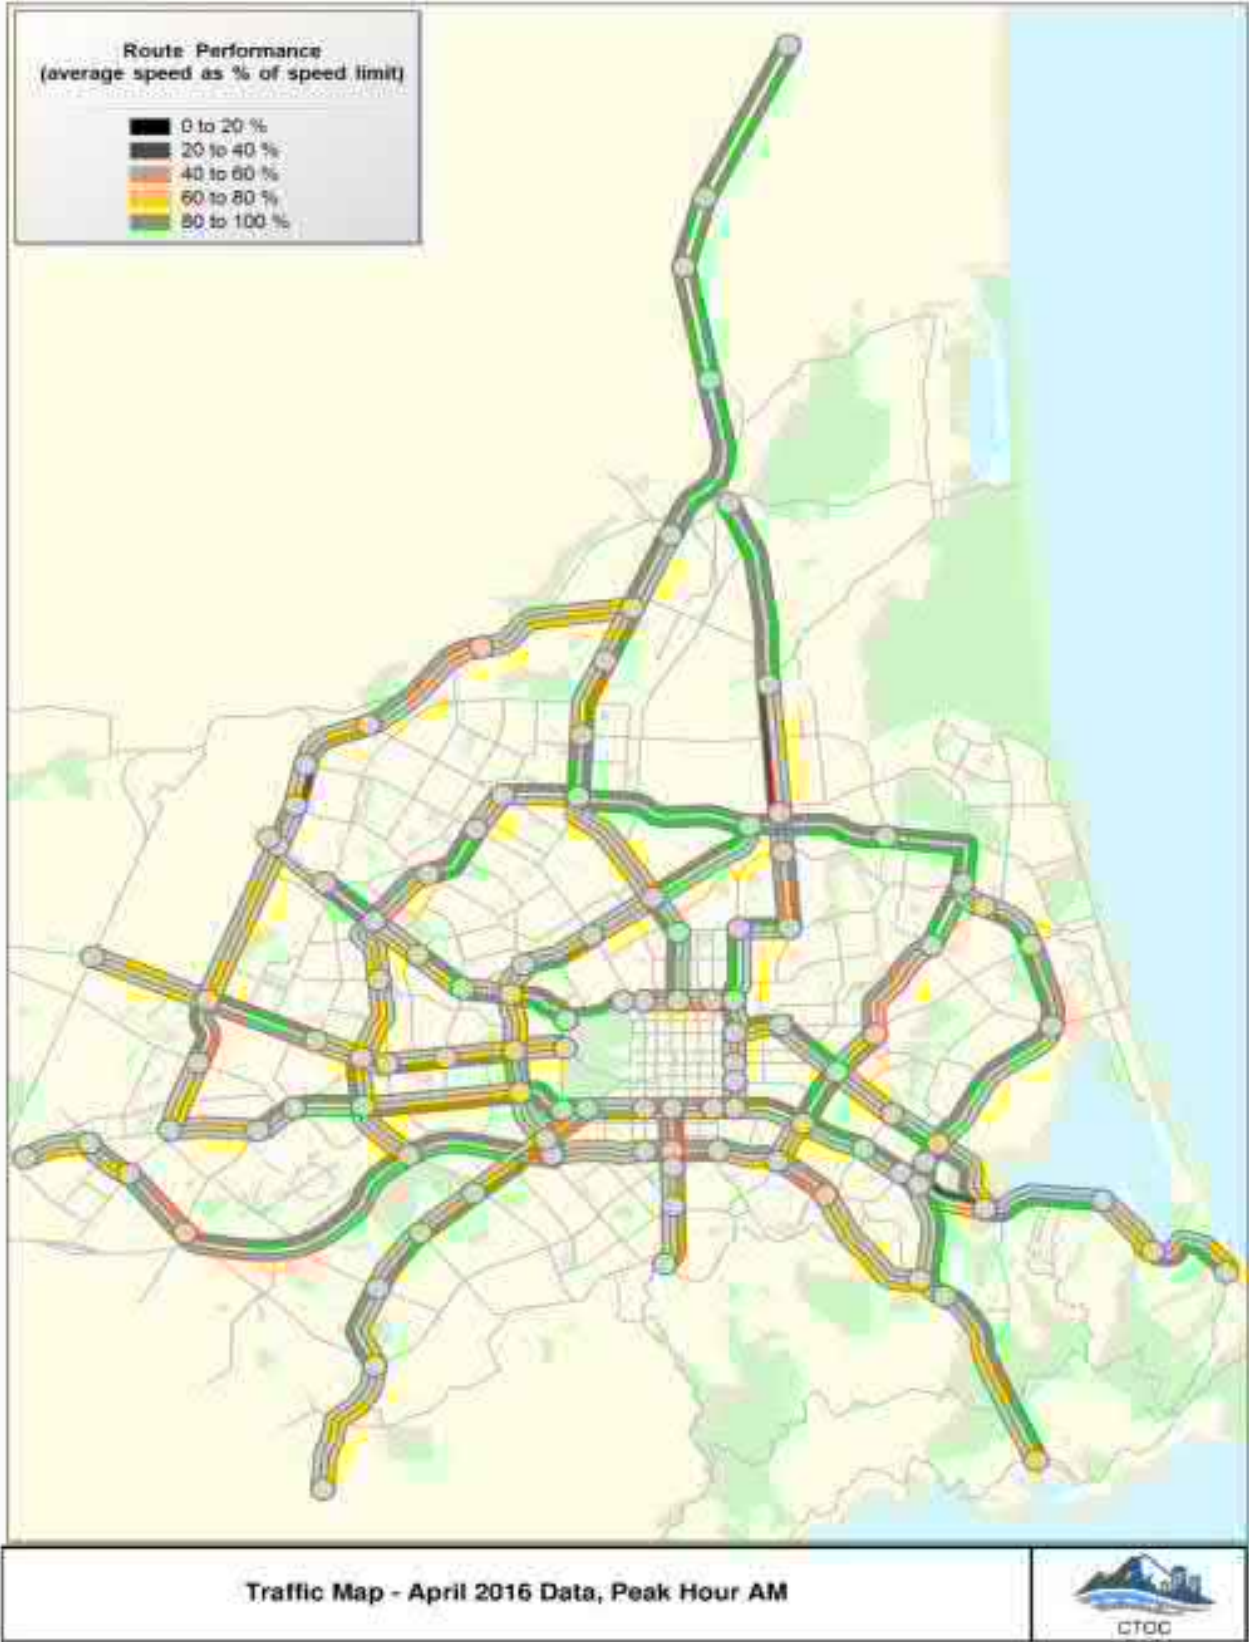 Route Performance
(average speed as % of speed limit)
0 to 20 %
20 to 40 %
40 to 60 %
60 to 80 %
80 to 100 %
Traffic Map - April 2016 Data, Peak Hour AM
CTOC